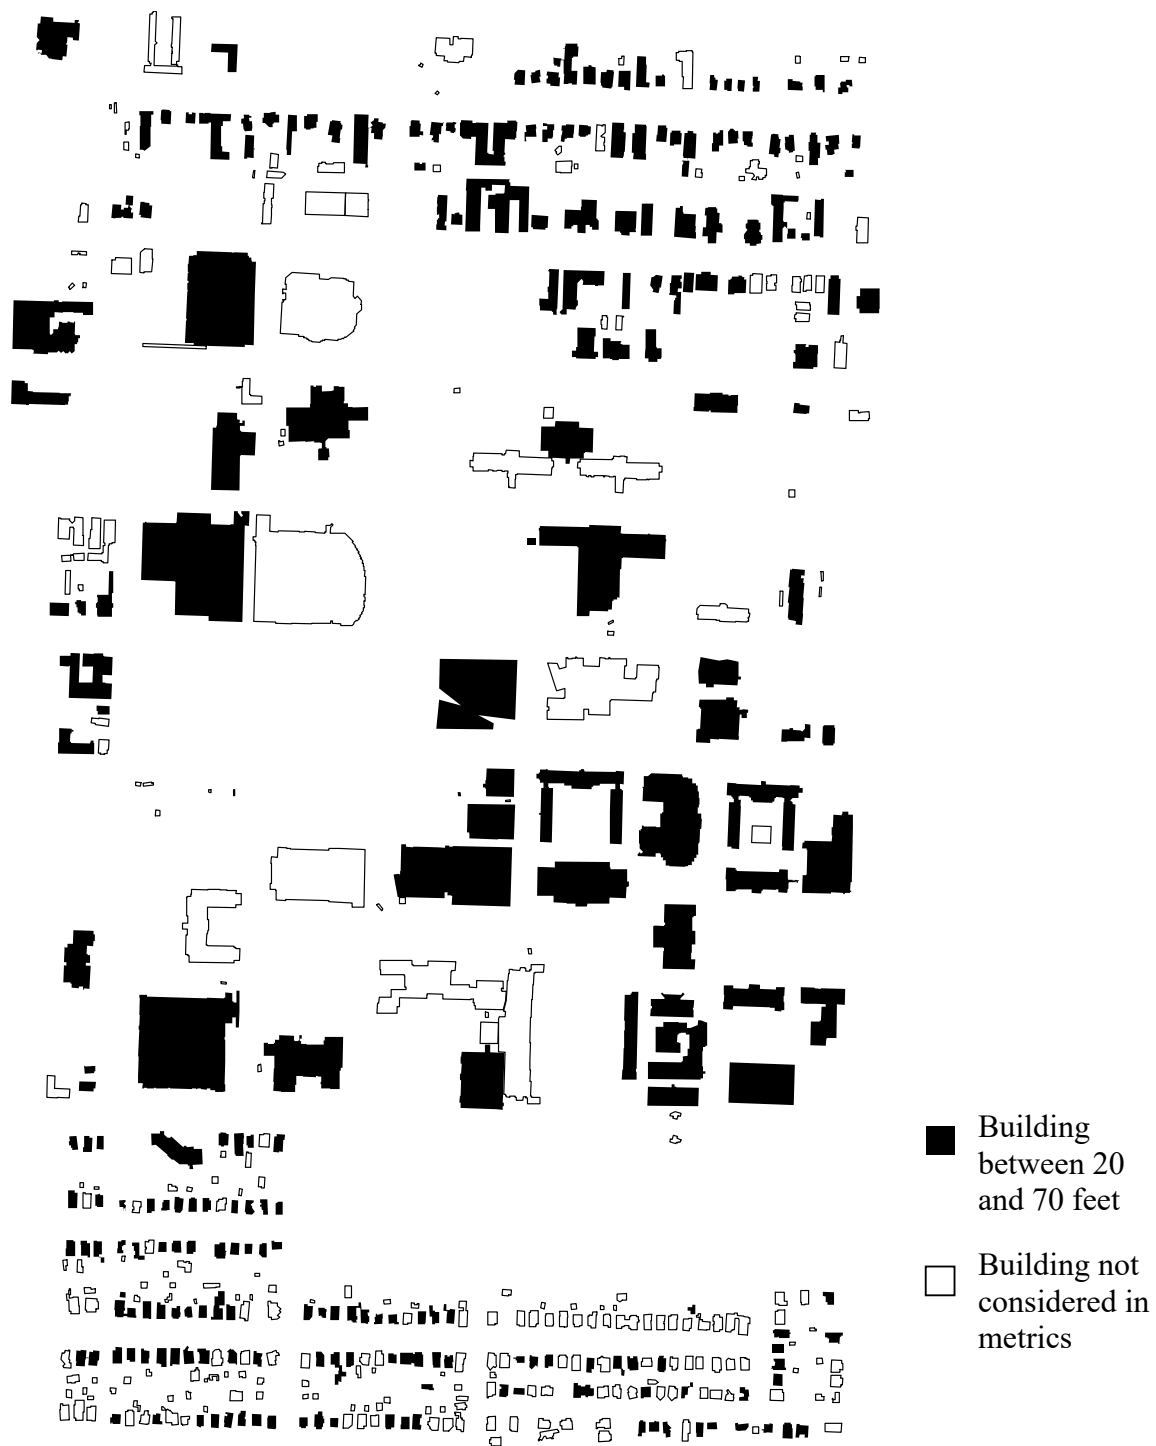 Building
between 20
and 70 feet
Building not
considered in
metrics